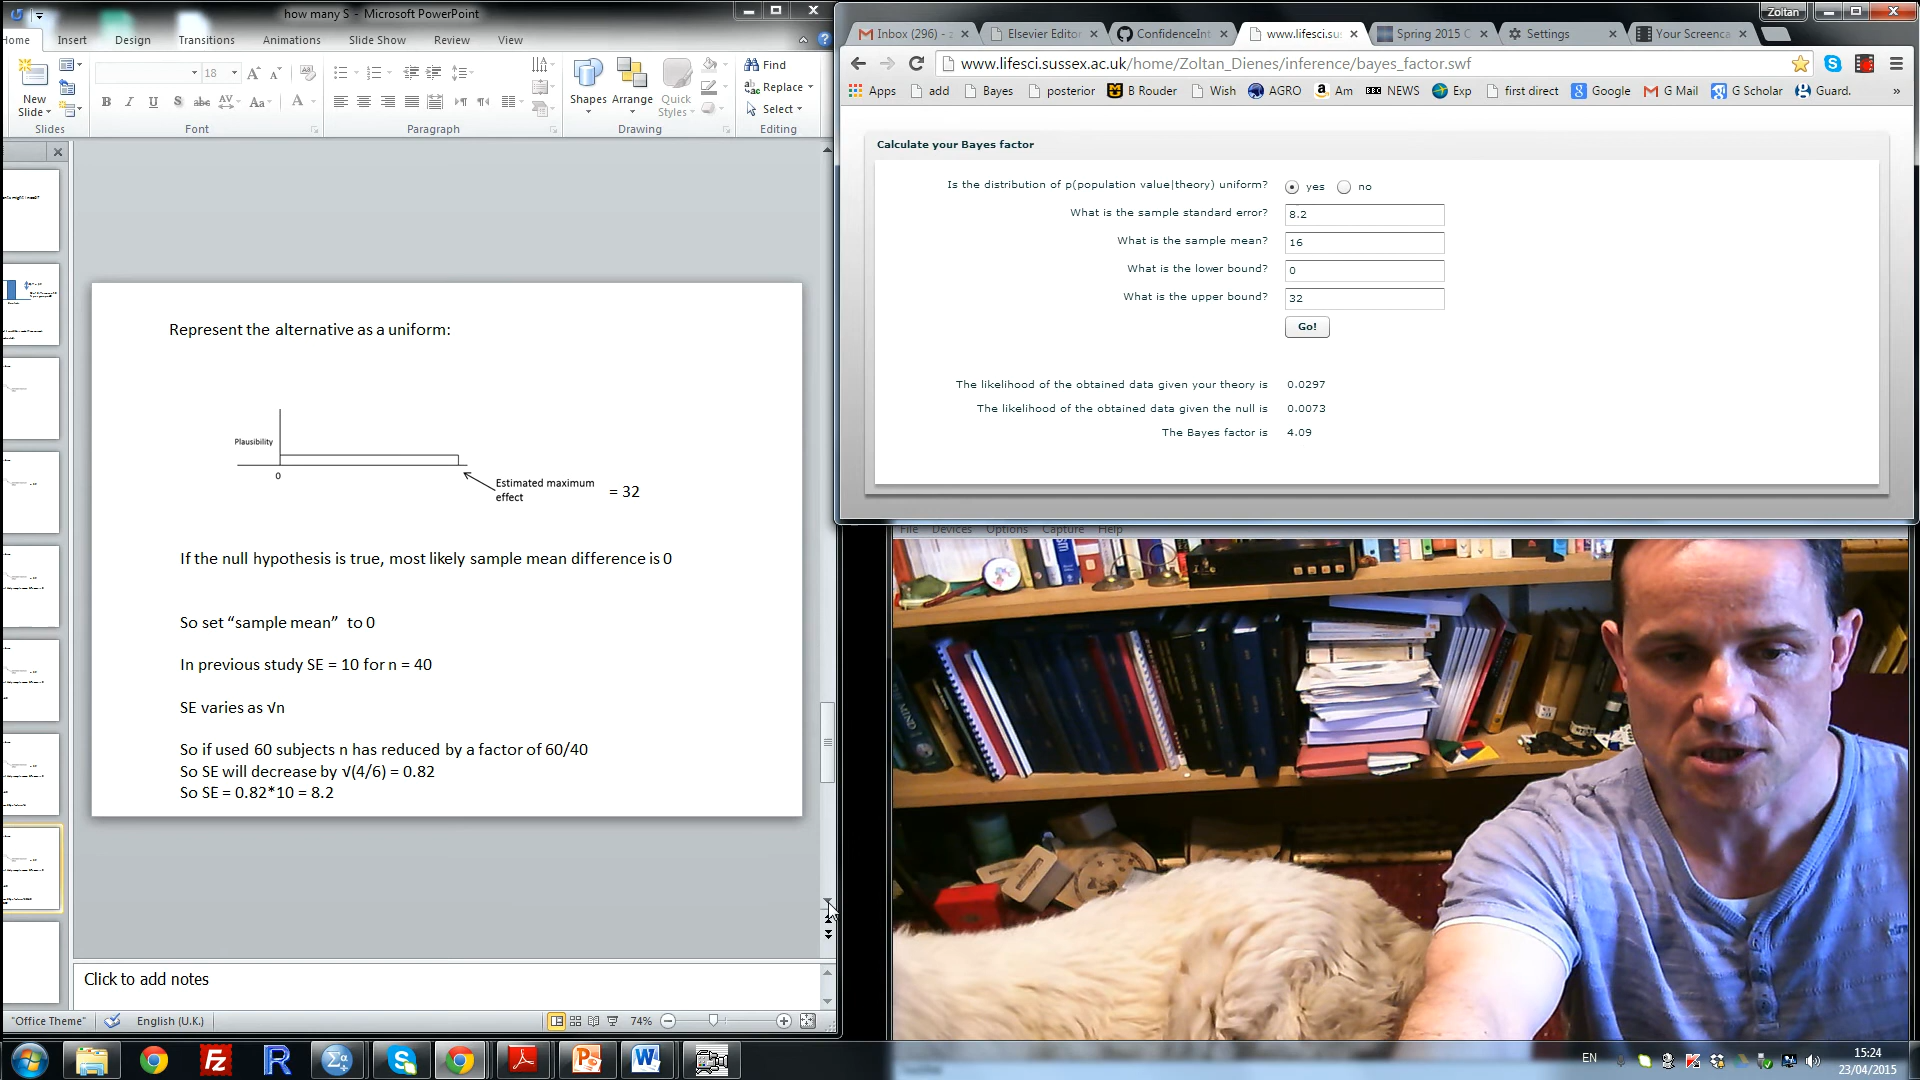 how many S - Microsoft PowerPoint
Home Insert Design Transitions Animations Slide Show Review View
New
Slide
Slides
18
B I U S abc AV Aa A
Font
Paragraph
Shapes Arrange Quick
Styles
Drawing
Find
Replace
Select
Editing
Represent the alternative as a uniform:
Plausibility
0
Estimated maximum
effect
= 32
If the null hypothesis is true, most likely sample mean difference is 0
So set “sample mean” to 0
In previous study SE = 10 for n = 40
SE varies as √n
So if used 60 subjects n has reduced by a factor of 60/40
So SE will decrease by √(4/6) = 0.82
So SE = 0.82*10 = 8.2
Click to add notes
"Office Theme" English (U.K.) 74%
Zoltan
Inbox (296) - Elsevier Editor ConfidenceInt www.lifesci.sus Spring 2015 C Settings Your Screenca
www.lifesci.sussex.ac.uk/home/Zoltan_Dienes/inference/bayes_factor.swf
Apps add Bayes posterior B Rouder Wish AGRO Am NEWS Exp first direct Google G Mail G Scholar Guard. »
Calculate your Bayes factor
Is the distribution of p(population value|theory) uniform? yes no
What is the sample standard error? 8.2
What is the sample mean? 16
What is the lower bound? 0
What is the upper bound? 32
Go!
The likelihood of the obtained data given your theory is 0.0297
The likelihood of the obtained data given the null is 0.0073
The Bayes factor is 4.09
File Devices Options Capture Help
MIND
EN
15:24
23/04/2015